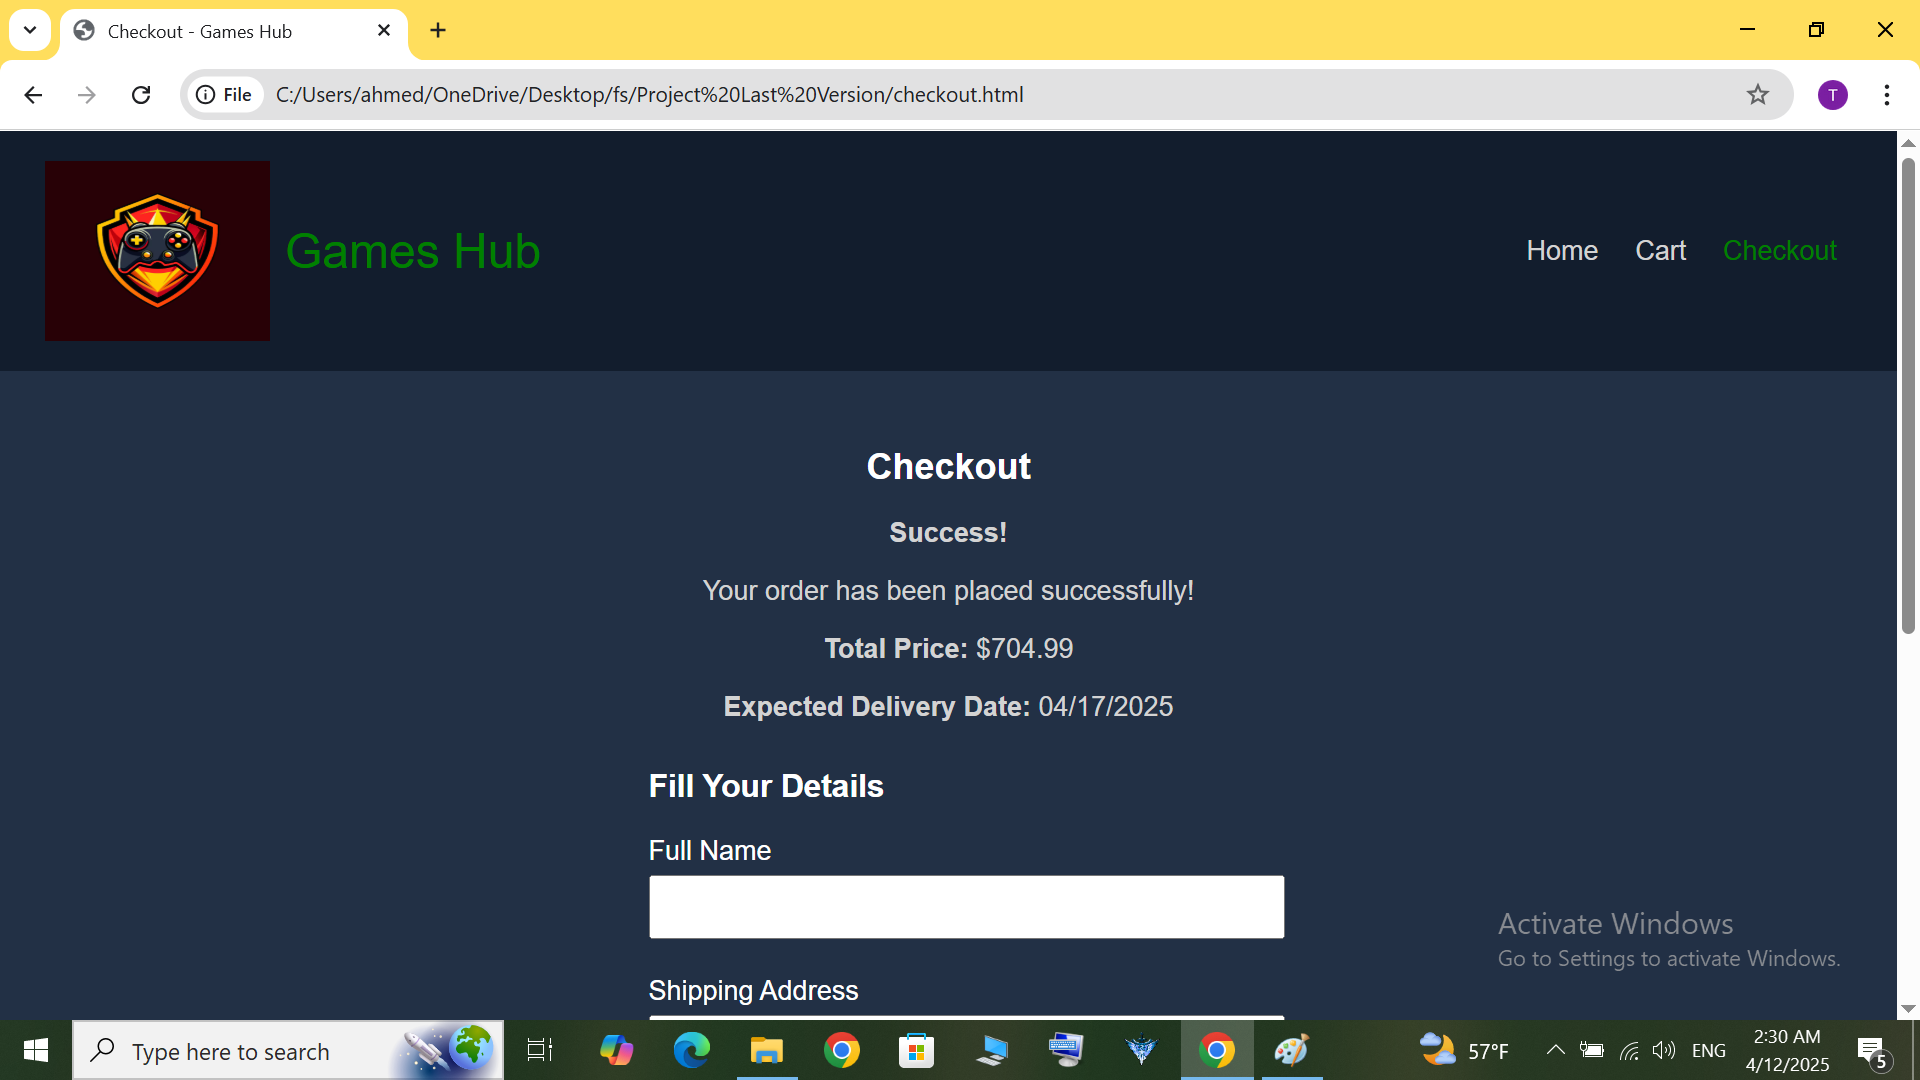 Checkout - Games Hub
File
C:/Users/ahmed/OneDrive/Desktop/fs/Project%20Last%20Version/checkout.html
T
Games Hub
Home
Cart
Checkout
Checkout
Success!
Your order has been placed successfully!
Total Price: $704.99
Expected Delivery Date: 04/17/2025
Fill Your Details
Full Name
Shipping Address
Activate Windows
Go to Settings to activate Windows.
Type here to search
57°F
ENG
2:30 AM
4/12/2025
5